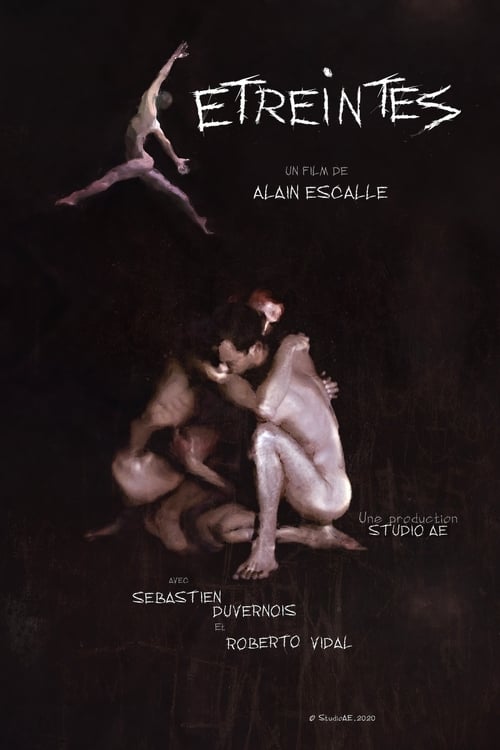 ETREINTES
UN FILM DE
ALAIN ESCALLE
Une production
STUDIO AE
AVEC
SEBASTIEN
DUVERNOIS
Et
ROBERTO VIDAL
© StudioAE, 2020